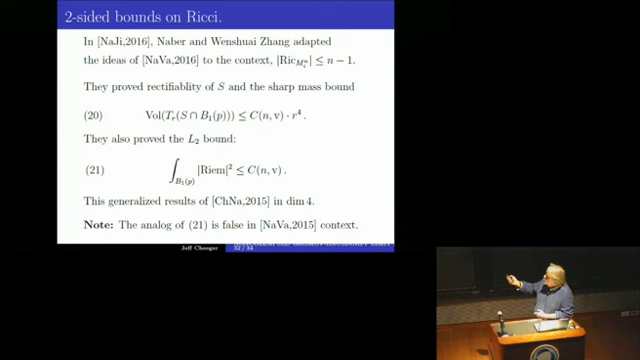 2-sided bounds on Ricci.
In [NaJi,2016], Naber and Wenshuai Zhang adapted
the ideas of [NaVa,2016] to the context, |Ric_{M_i^n}| ≤ n − 1.
They proved rectifiablity of S and the sharp mass bound
(20) Vol(T_r(S ∩ B_1(p))) ≤ C(n, v) · r^4 .
They also proved the L_2 bound:
(21) ∫_{B_1(p)} |Riem|^2 ≤ C(n, v) .
This generalized results of [ChNa,2015] in dim 4.
Note: The analog of (21) is false in [NaVa,2015] context.
Jeff Cheeger
32 / 34